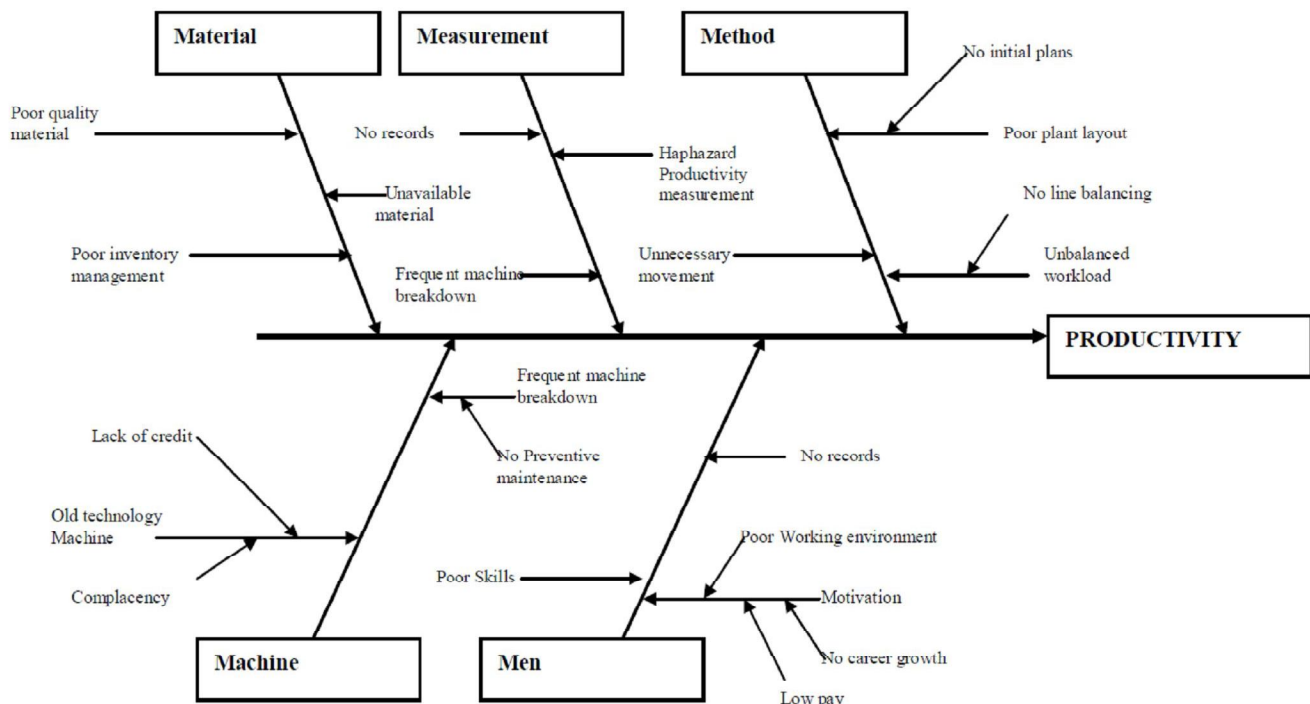 Material
Measurement
Method
No initial plans
Poor quality
material
No records
Poor plant layout
Haphazard
Productivity
measurement
Unavailable
material
No line balancing
Poor inventory
management
Frequent machine
breakdown
Unnecessary
movement
Unbalanced
workload
PRODUCTIVITY
Frequent machine
breakdown
Lack of credit
No Preventive
maintenance
No records
Old technology
Machine
Poor Working environment
Poor Skills
Complacency
Motivation
Machine
Men
No career growth
Low pay